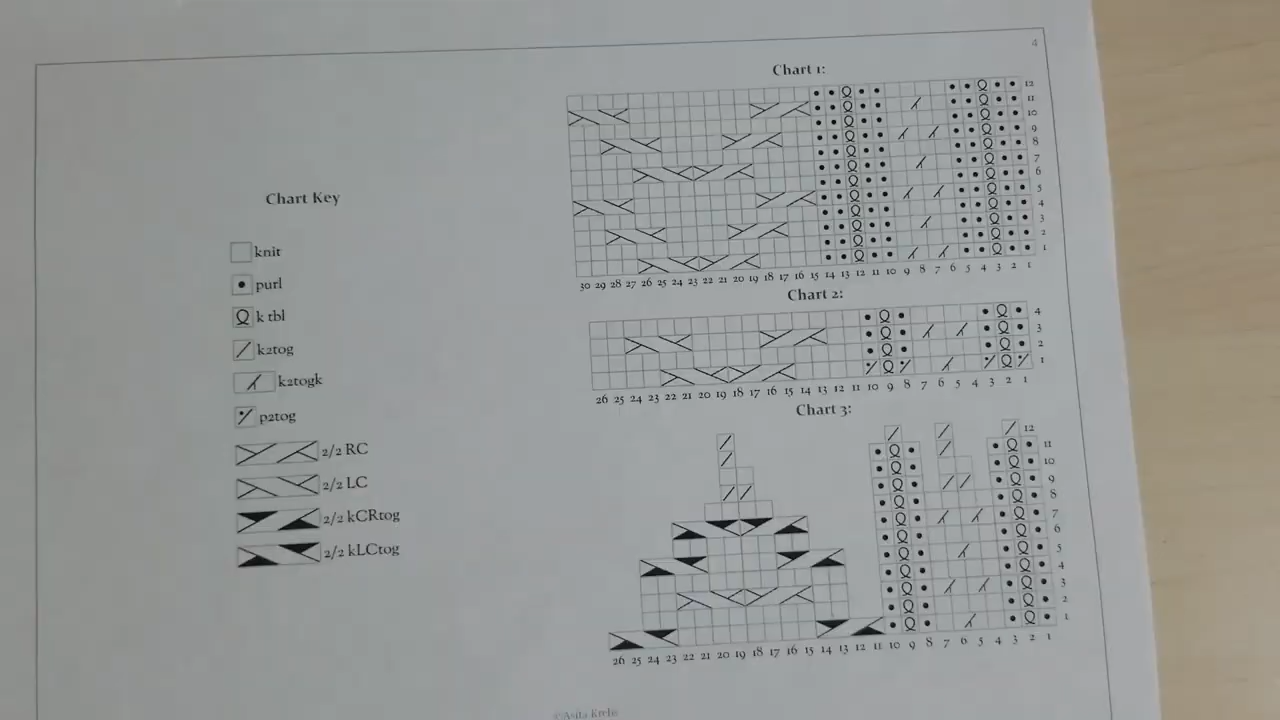 4
Chart Key
knit
purl
k tbl
k2tog
k2togk
p2tog
2/2 RC
2/2 LC
2/2 kCRtog
2/2 kLCtog
Chart 1:
12
11
10
9
8
7
6
5
4
3
2
1
30 29 28 27 26 25 24 23 22 21 20 19 18 17 16 15 14 13 12 11 10 9 8 7 6 5 4 3 2 1
Chart 2:
4
3
2
1
26 25 24 23 22 21 20 19 18 17 16 15 14 13 12 11 10 9 8 7 6 5 4 3 2 1
Chart 3:
12
11
10
9
8
7
6
5
4
3
2
1
26 25 24 23 22 21 20 19 18 17 16 15 14 13 12 11 10 9 8 7 6 5 4 3 2 1